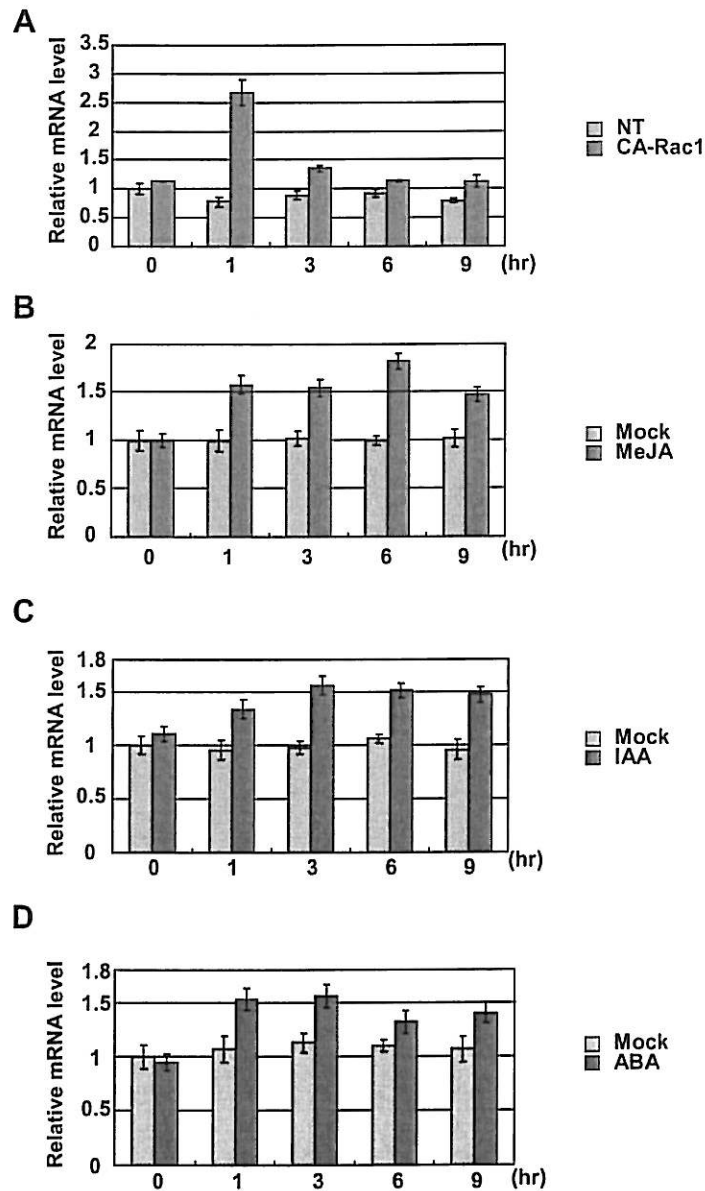 A
Relative mRNA level
3.5
3
2.5
2
1.5
1
0.5
0
0 1 3 6 9 (hr)
NT
CA-Rac1
B
Relative mRNA level
2
1.5
1
0.5
0
0 1 3 6 9 (hr)
Mock
MeJA
C
Relative mRNA level
1.8
1.5
1
0.5
0
0 1 3 6 9 (hr)
Mock
IAA
D
Relative mRNA level
1.8
1.5
1
0.5
0
0 1 3 6 9 (hr)
Mock
ABA